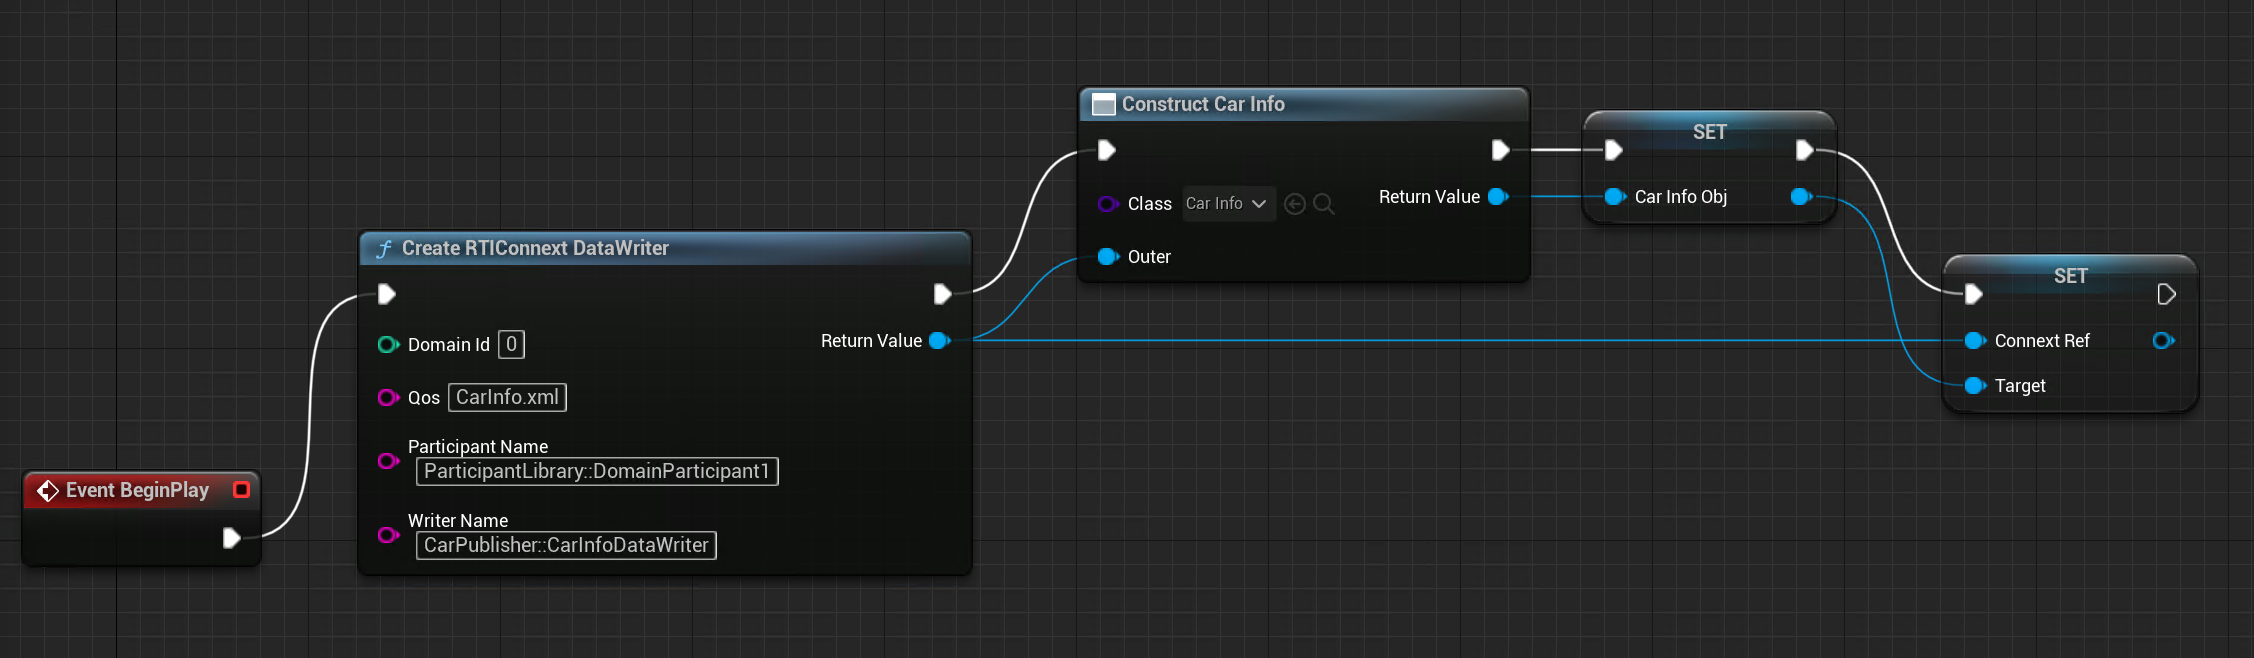 Event BeginPlay
Create RTIConnext DataWriter
Domain Id 0
Return Value
Qos CarInfo.xml
Participant Name
ParticipantLibrary::DomainParticipant1
Writer Name
CarPublisher::CarInfoDataWriter
Construct Car Info
Class Car Info
Return Value
Outer
SET
Car Info Obj
SET
Connext Ref
Target